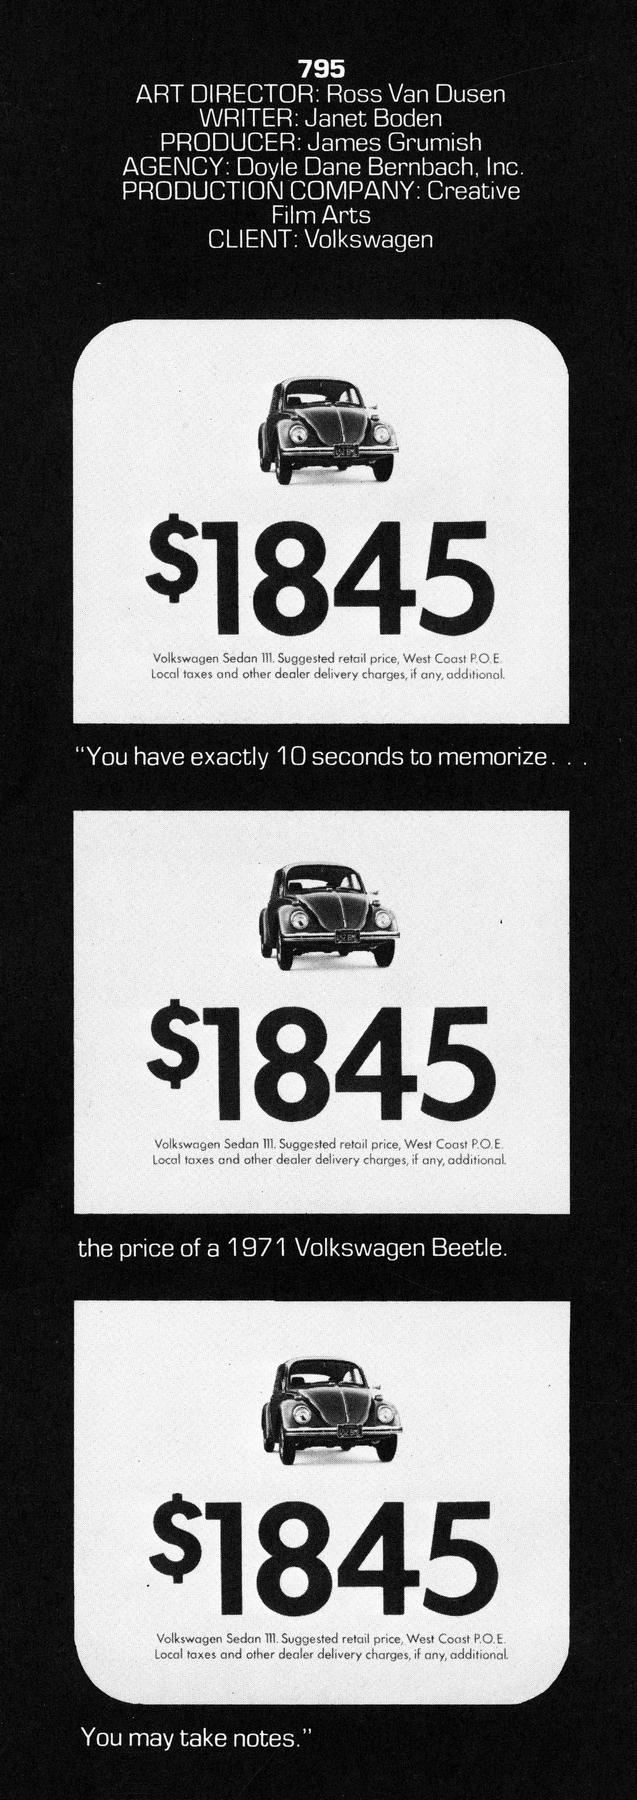 795
ART DIRECTOR: Ross Van Dusen
WRITER: Janet Boden
PRODUCER: James Grumish
AGENCY: Doyle Dane Bernbach, Inc.
PRODUCTION COMPANY: Creative
Film Arts
CLIENT: Volkswagen
$1845
Volkswagen Sedan 111. Suggested retail price, West Coast P.O.E.
Local taxes and other dealer delivery charges, if any, additional.
“You have exactly 10 seconds to memorize . . .
$1845
Volkswagen Sedan 111. Suggested retail price, West Coast P.O.E.
Local taxes and other dealer delivery charges, if any, additional.
the price of a 1971 Volkswagen Beetle.
$1845
Volkswagen Sedan 111. Suggested retail price, West Coast P.O.E.
Local taxes and other dealer delivery charges, if any, additional.
You may take notes.”